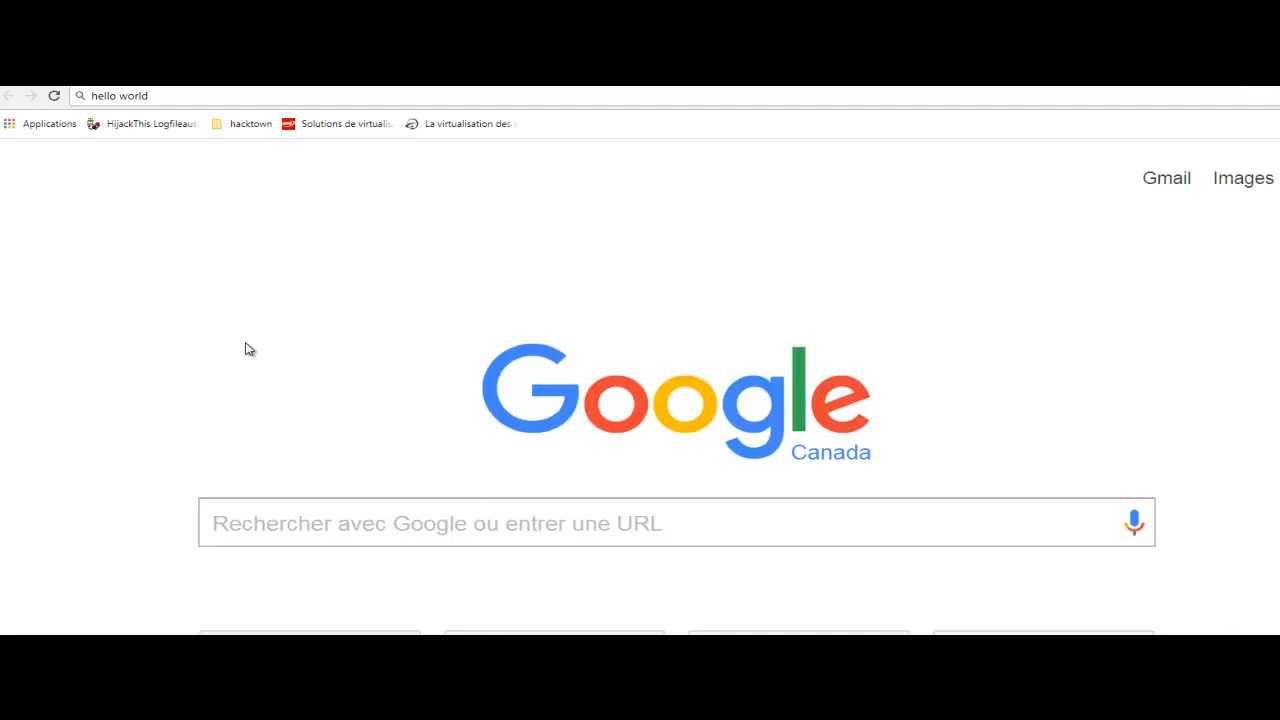 hello world
Applications HijackThis Logfileaus hacktown Solutions de virtualis La virtualisation des
Gmail Images
Google
Canada
Rechercher avec Google ou entrer une URL